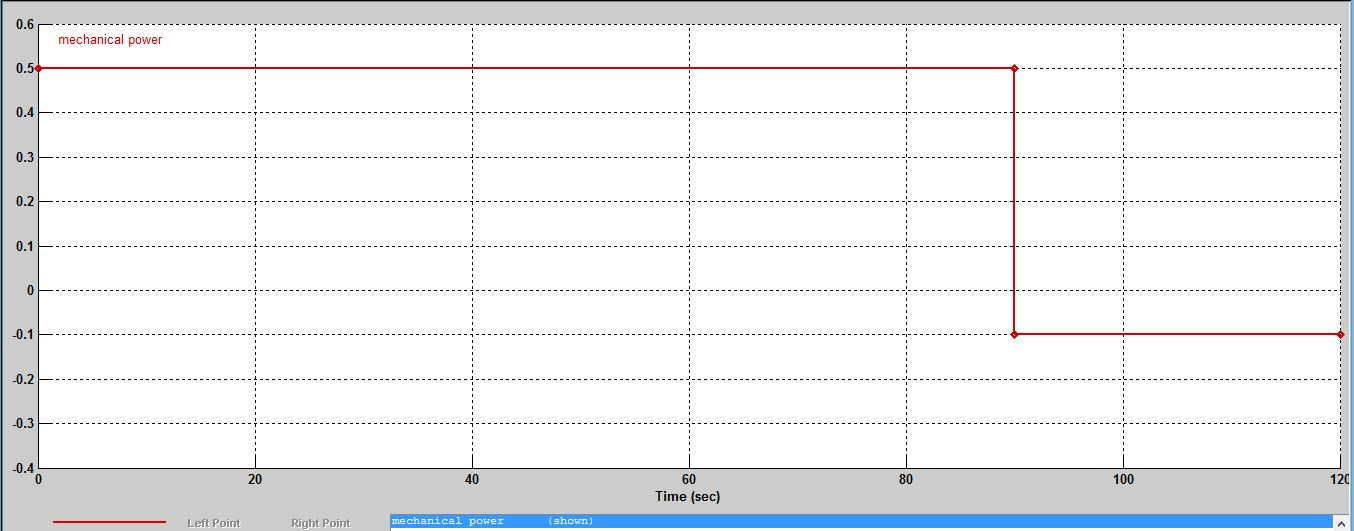 0.6
mechanical power
0.5
0.4
0.3
0.2
0.1
0
-0.1
-0.2
-0.3
-0.4
0 20 40 60 80 100 120
Time (sec)
Left Point Right Point mechanical power (shown)